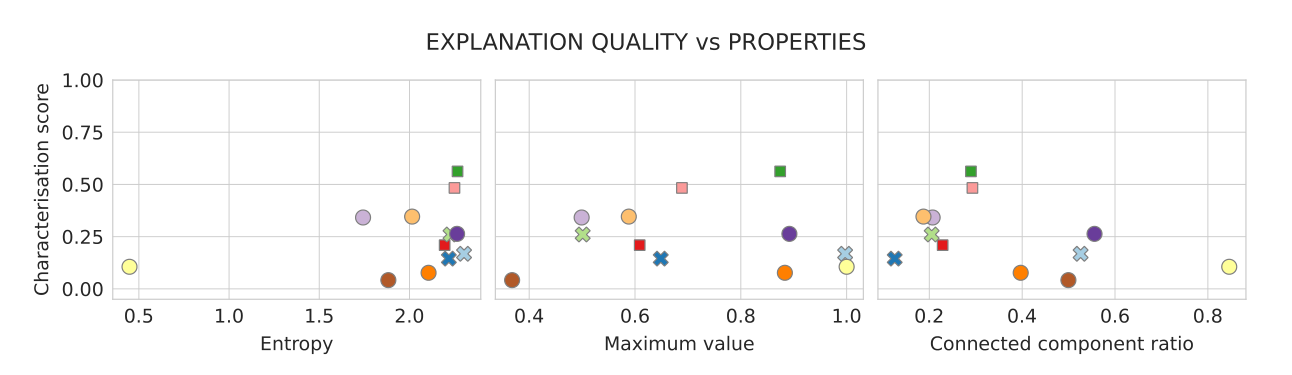 EXPLANATION QUALITY vs PROPERTIES
Characterisation score
1.00
0.75
0.50
0.25
0.00
0.5 1.0 1.5 2.0
Entropy
0.4 0.6 0.8 1.0
Maximum value
0.2 0.4 0.6 0.8
Connected component ratio